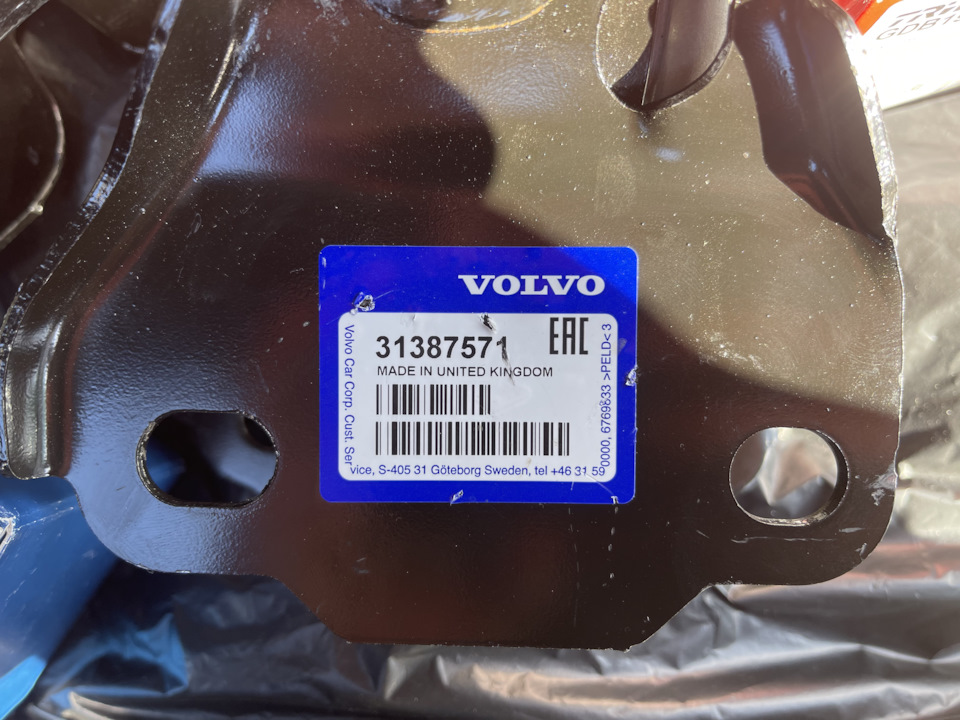 VOLVO
31387571
EAC
MADE IN UNITED KINGDOM
Volvo Car Corp. Cust. Ser
vice, S-405 31 Göteborg Sweden, tel +46 31 59
0000, 6769633 >PELD< 3